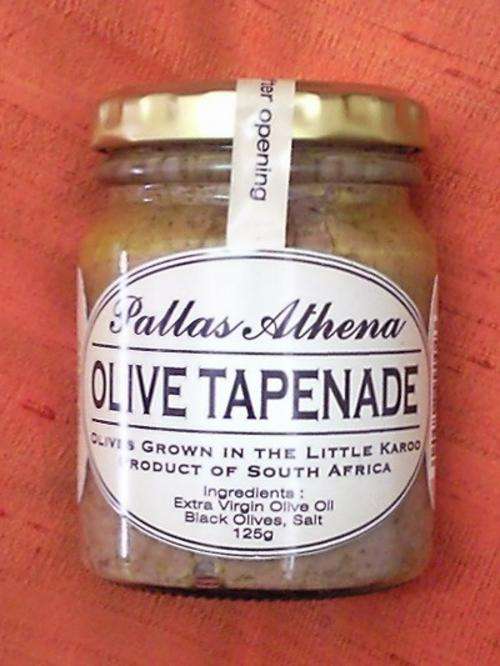 ter opening
Pallas Athena
OLIVE TAPENADE
OLIVES GROWN IN THE LITTLE KAROO
PRODUCT OF SOUTH AFRICA
Ingredients :
Extra Virgin Olive Oil
Black Olives, Salt
125g